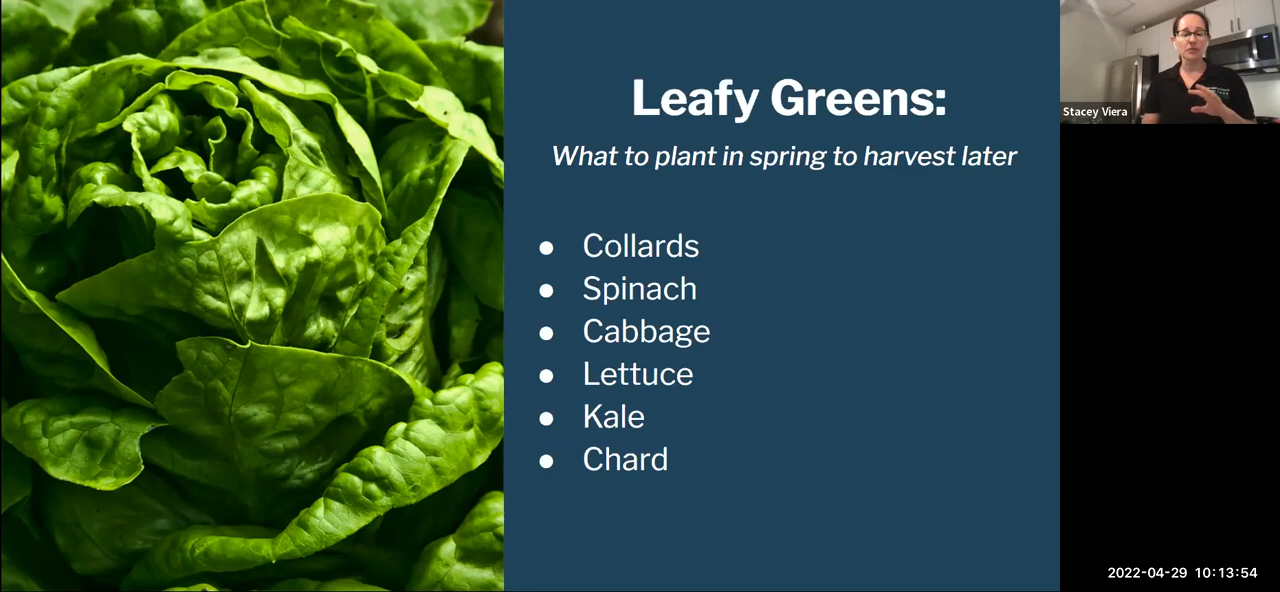 Leafy Greens:
What to plant in spring to harvest later
● Collards
● Spinach
● Cabbage
● Lettuce
● Kale
● Chard
Stacey Viera
2022-04-29 10:13:54